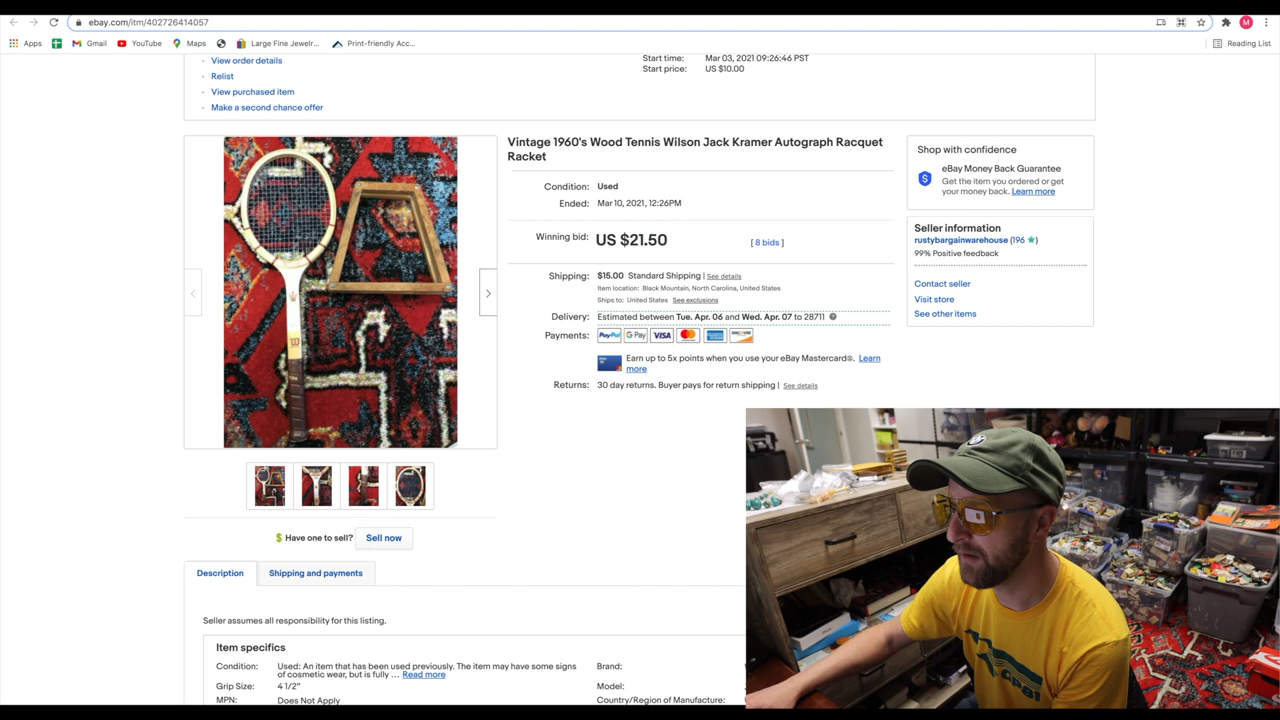 ebay.com/itm/402726414057
M
Apps
Gmail
YouTube
Maps
Large Fine Jewelr...
Print-friendly Acc...
Reading List
View order details
Relist
View purchased item
Make a second chance offer
Start time: Mar 03, 2021 09:26:46 PST
Start price: US $10.00
Vintage 1960's Wood Tennis Wilson Jack Kramer Autograph Racquet
Racket
Condition: Used
Ended: Mar 10, 2021, 12:26PM
Winning bid: US $21.50 [ 8 bids ]
Shipping: $15.00 Standard Shipping | See details
Item location: Black Mountain, North Carolina, United States
Ships to: United States See exclusions
Delivery: Estimated between Tue. Apr. 06 and Wed. Apr. 07 to 28711
Payments: PayPal G Pay VISA
Earn up to 5x points when you use your eBay Mastercard®. Learn
more
Returns: 30 day returns. Buyer pays for return shipping | See details
Shop with confidence
eBay Money Back Guarantee
Get the item you ordered or get
your money back. Learn more
Seller information
rustybargainwarehouse (196 )
99% Positive feedback
Contact seller
Visit store
See other items
W
$ Have one to sell? Sell now
Description
Shipping and payments
Seller assumes all responsibility for this listing.
Item specifics
Condition: Used: An item that has been used previously. The item may have some signs
of cosmetic wear, but is fully ... Read more
Brand:
Grip Size: 4 1/2"
Model:
MPN: Does Not Apply
Country/Region of Manufacture: